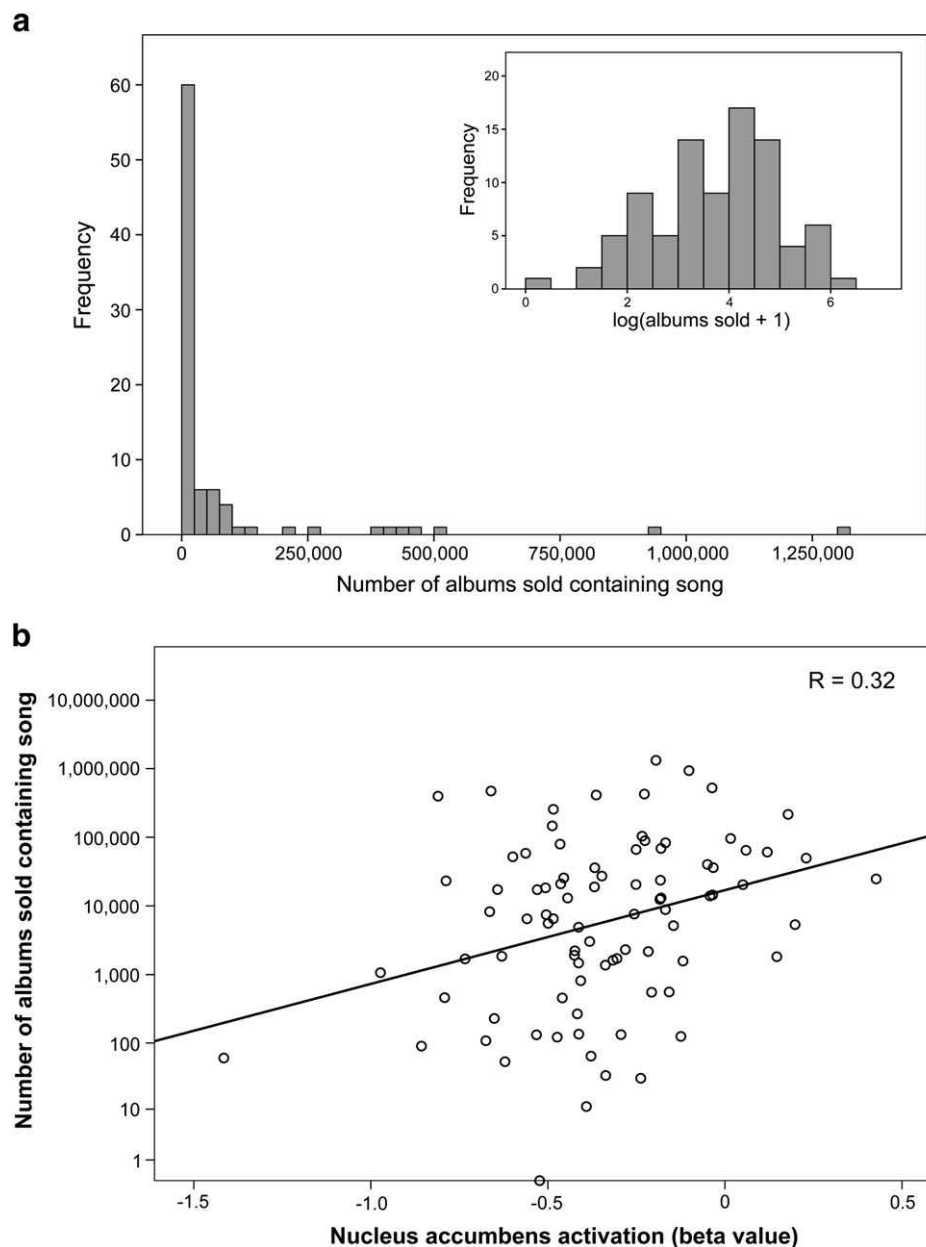 a
60
50
40
30
20
10
0
Frequency
0 250,000 500,000 750,000 1,000,000 1,250,000
Number of albums sold containing song
20
15
10
5
0
Frequency
0 2 4 6
log(albums sold + 1)
b
R = 0.32
10,000,000
1,000,000
100,000
10,000
1,000
100
10
1
Number of albums sold containing song
-1.5 -1.0 -0.5 0 0.5
Nucleus accumbens activation (beta value)